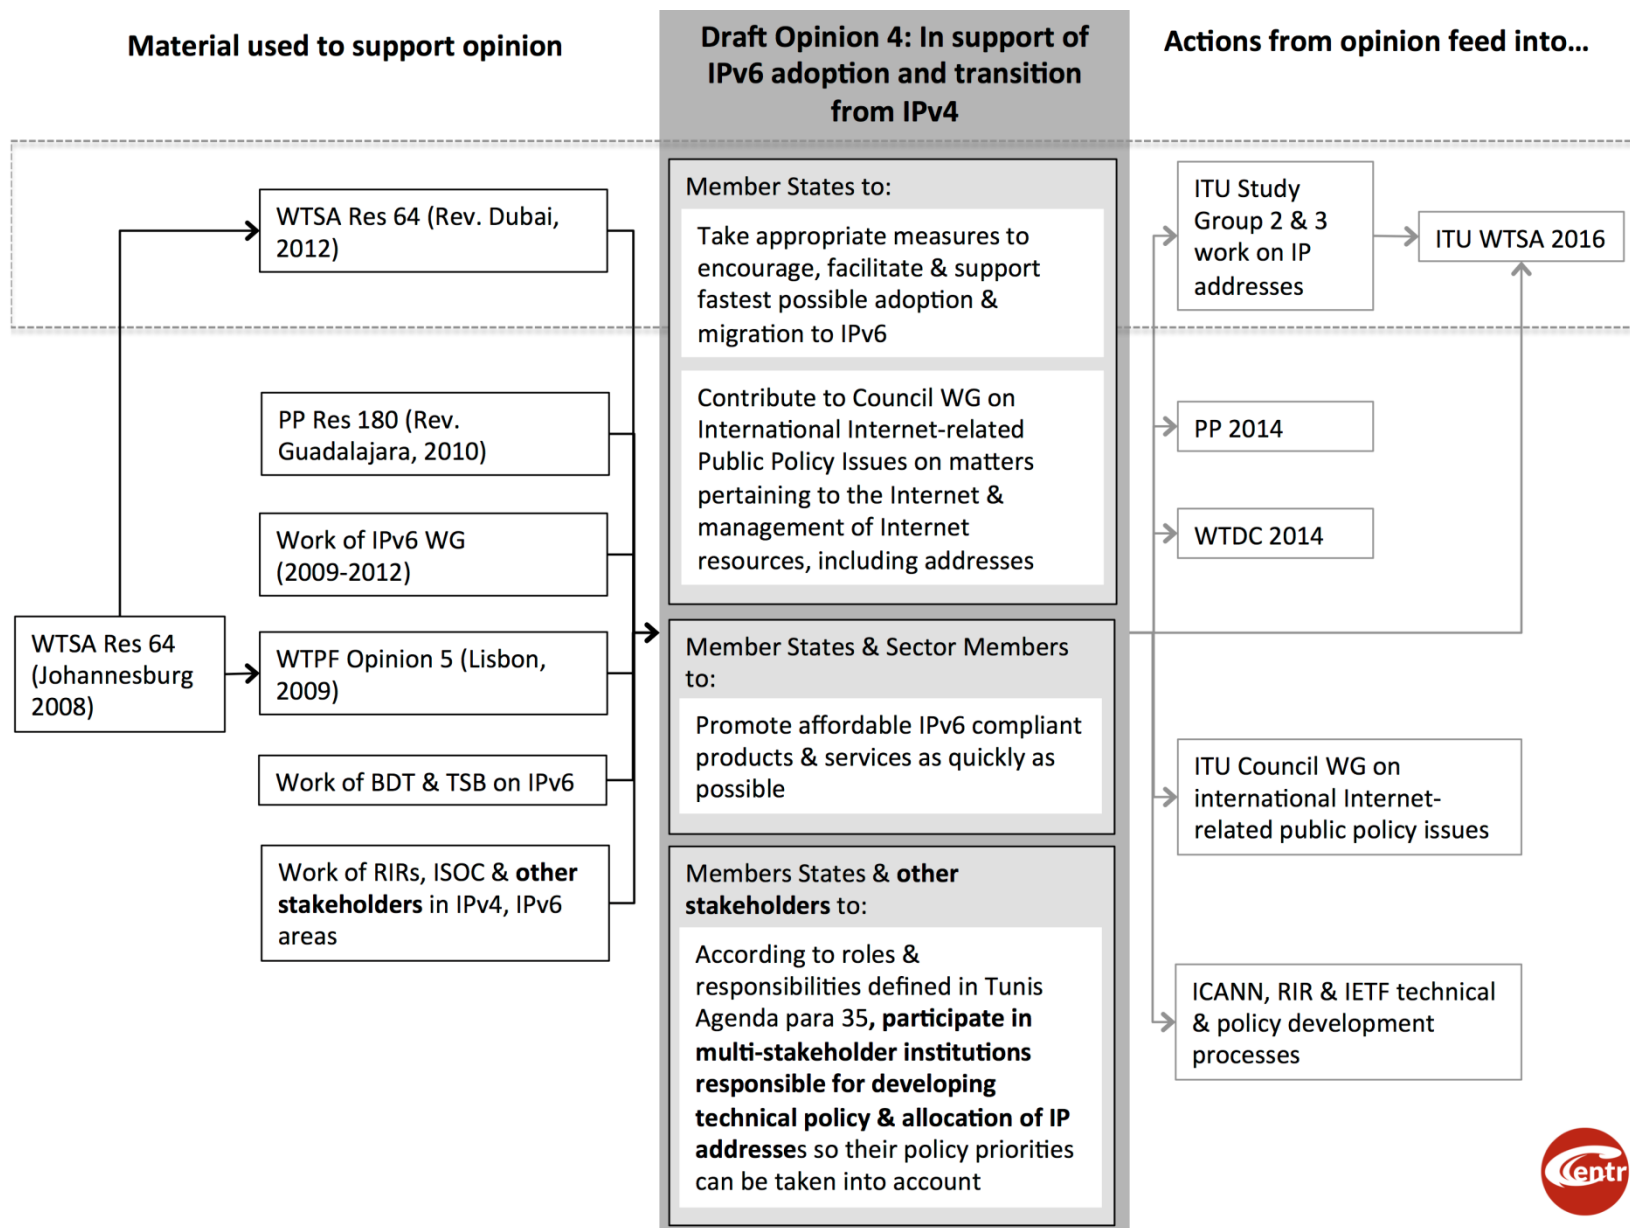 Material used to support opinion
Draft Opinion 4: In support of
IPv6 adoption and transition
from IPv4
Actions from opinion feed into...
WTSA Res 64 (Rev. Dubai,
2012)
PP Res 180 (Rev.
Guadalajara, 2010)
Work of IPv6 WG
(2009-2012)
WTSA Res 64
(Johannesburg
2008)
WTPF Opinion 5 (Lisbon,
2009)
Work of BDT & TSB on IPv6
Work of RIRs, ISOC & other
stakeholders in IPv4, IPv6
areas
Member States to:
Take appropriate measures to
encourage, facilitate & support
fastest possible adoption &
migration to IPv6
Contribute to Council WG on
International Internet-related
Public Policy Issues on matters
pertaining to the Internet &
management of Internet
resources, including addresses
Member States & Sector Members
to:
Promote affordable IPv6 compliant
products & services as quickly as
possible
Members States & other
stakeholders to:
According to roles &
responsibilities defined in Tunis
Agenda para 35, participate in
multi-stakeholder institutions
responsible for developing
technical policy & allocation of IP
addresses so their policy priorities
can be taken into account
ITU Study
Group 2 & 3
work on IP
addresses
ITU WTSA 2016
PP 2014
WTDC 2014
ITU Council WG on
international Internet-
related public policy issues
ICANN, RIR & IETF technical
& policy development
processes
Centr